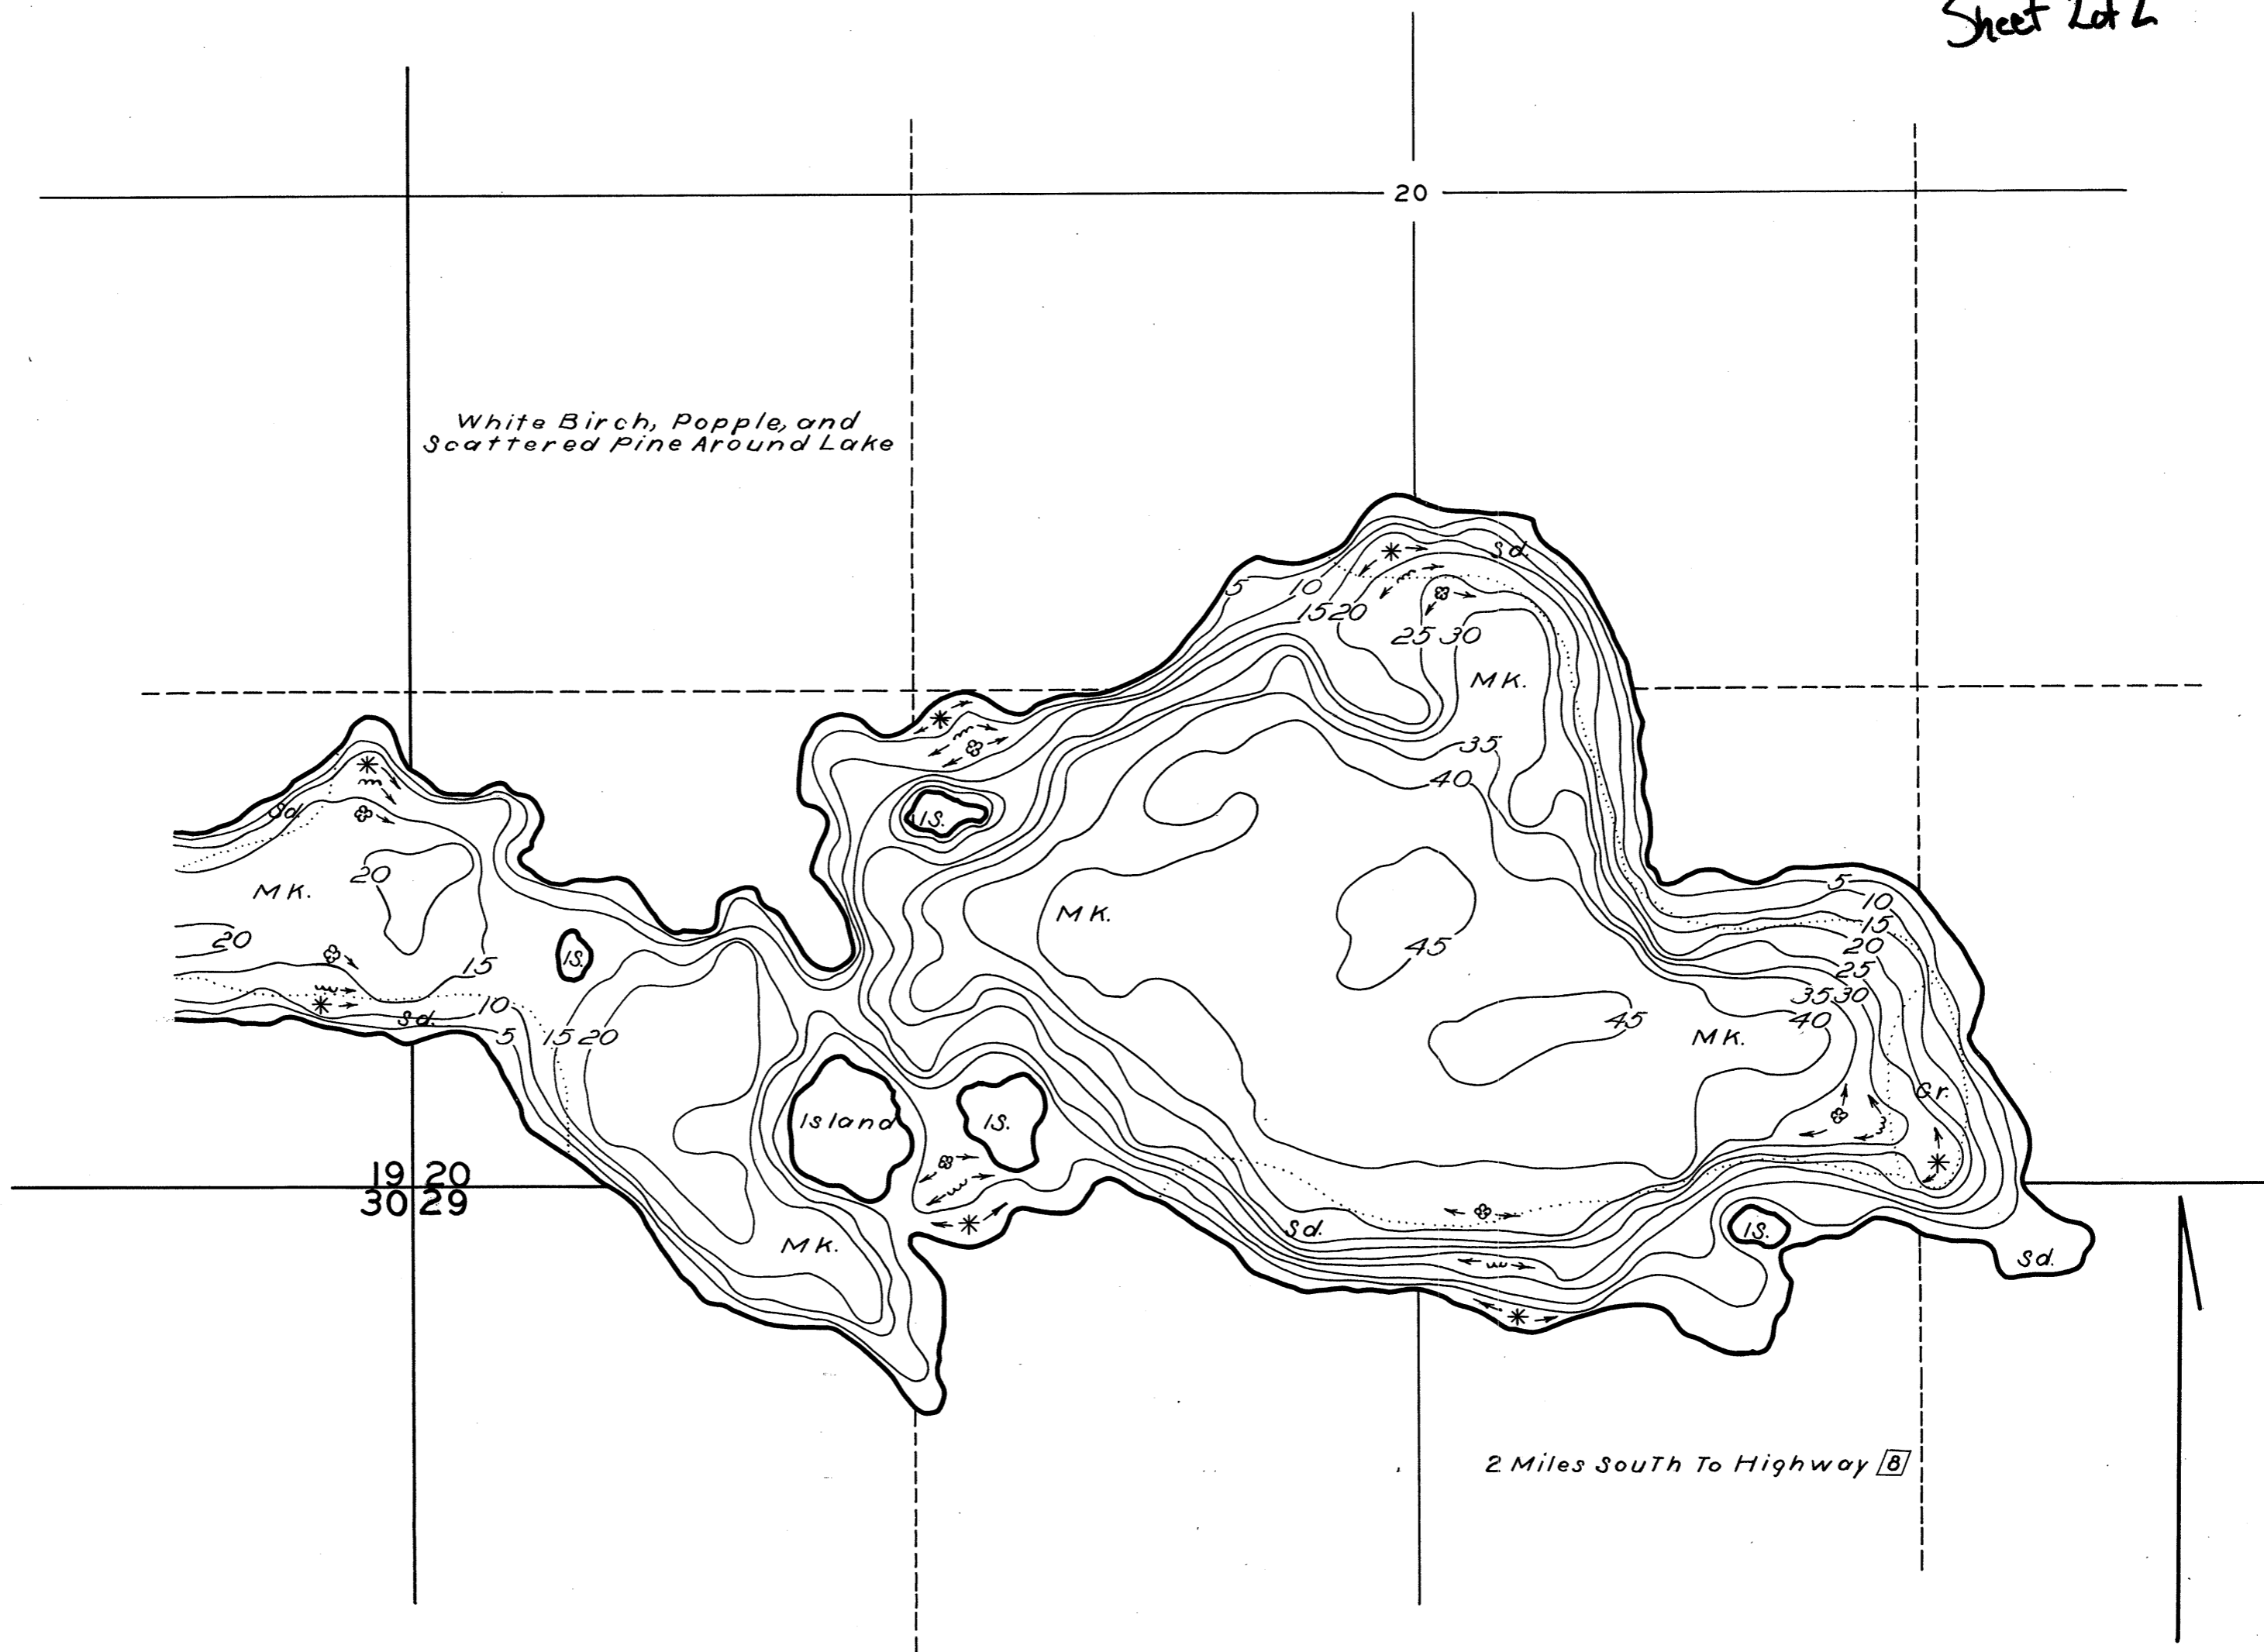 Sheet 2 of 2
20
White Birch, Popple, and
Scattered Pine Around Lake
Sd.
5 10
15 20
25 30
MK.
35
40
Sd.
IS.
20
MK.
5
10
15
20
25
35 30
40
MK.
45
20
15
IS.
10
Sd.
5 15 20
45
MK.
Gr.
Island
IS.
19 20
30 29
MK.
Sd.
IS.
Sd.
2 Miles South To Highway 8